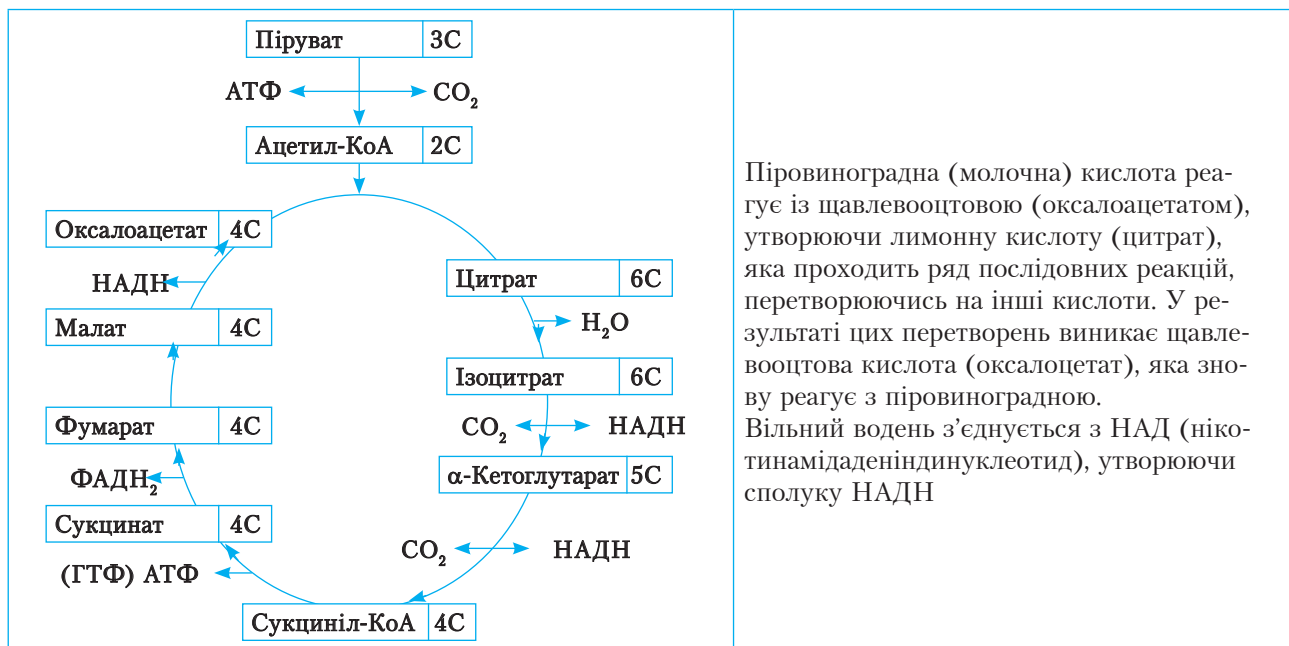 Піруват 3С
АТФ CO₂
Ацетил-КоА 2С
Оксалоацетат 4С
НАДН
Цитрат 6С
Малат 4С
H₂O
Ізоцитрат 6С
CO₂ НАДН
Фумарат 4С
ФАДН₂
α-Кетоглутарат 5С
Сукцинат 4С
CO₂ НАДН
(ГТФ) АТФ
Сукциніл-КоА 4С
Піровиноградна (молочна) кислота реа-
гує із щавлевооцтовою (оксалоацетатом),
утворюючи лимонну кислоту (цитрат),
яка проходить ряд послідовних реакцій,
перетворюючись на інші кислоти. У ре-
зультаті цих перетворень виникає щавле-
вооцтова кислота (оксалоцетат), яка зно-
ву реагує з піровиноградною.
Вільний водень з’єднується з НАД (ніко-
тинамідаденіндинуклеотид), утворюючи
сполуку НАДН